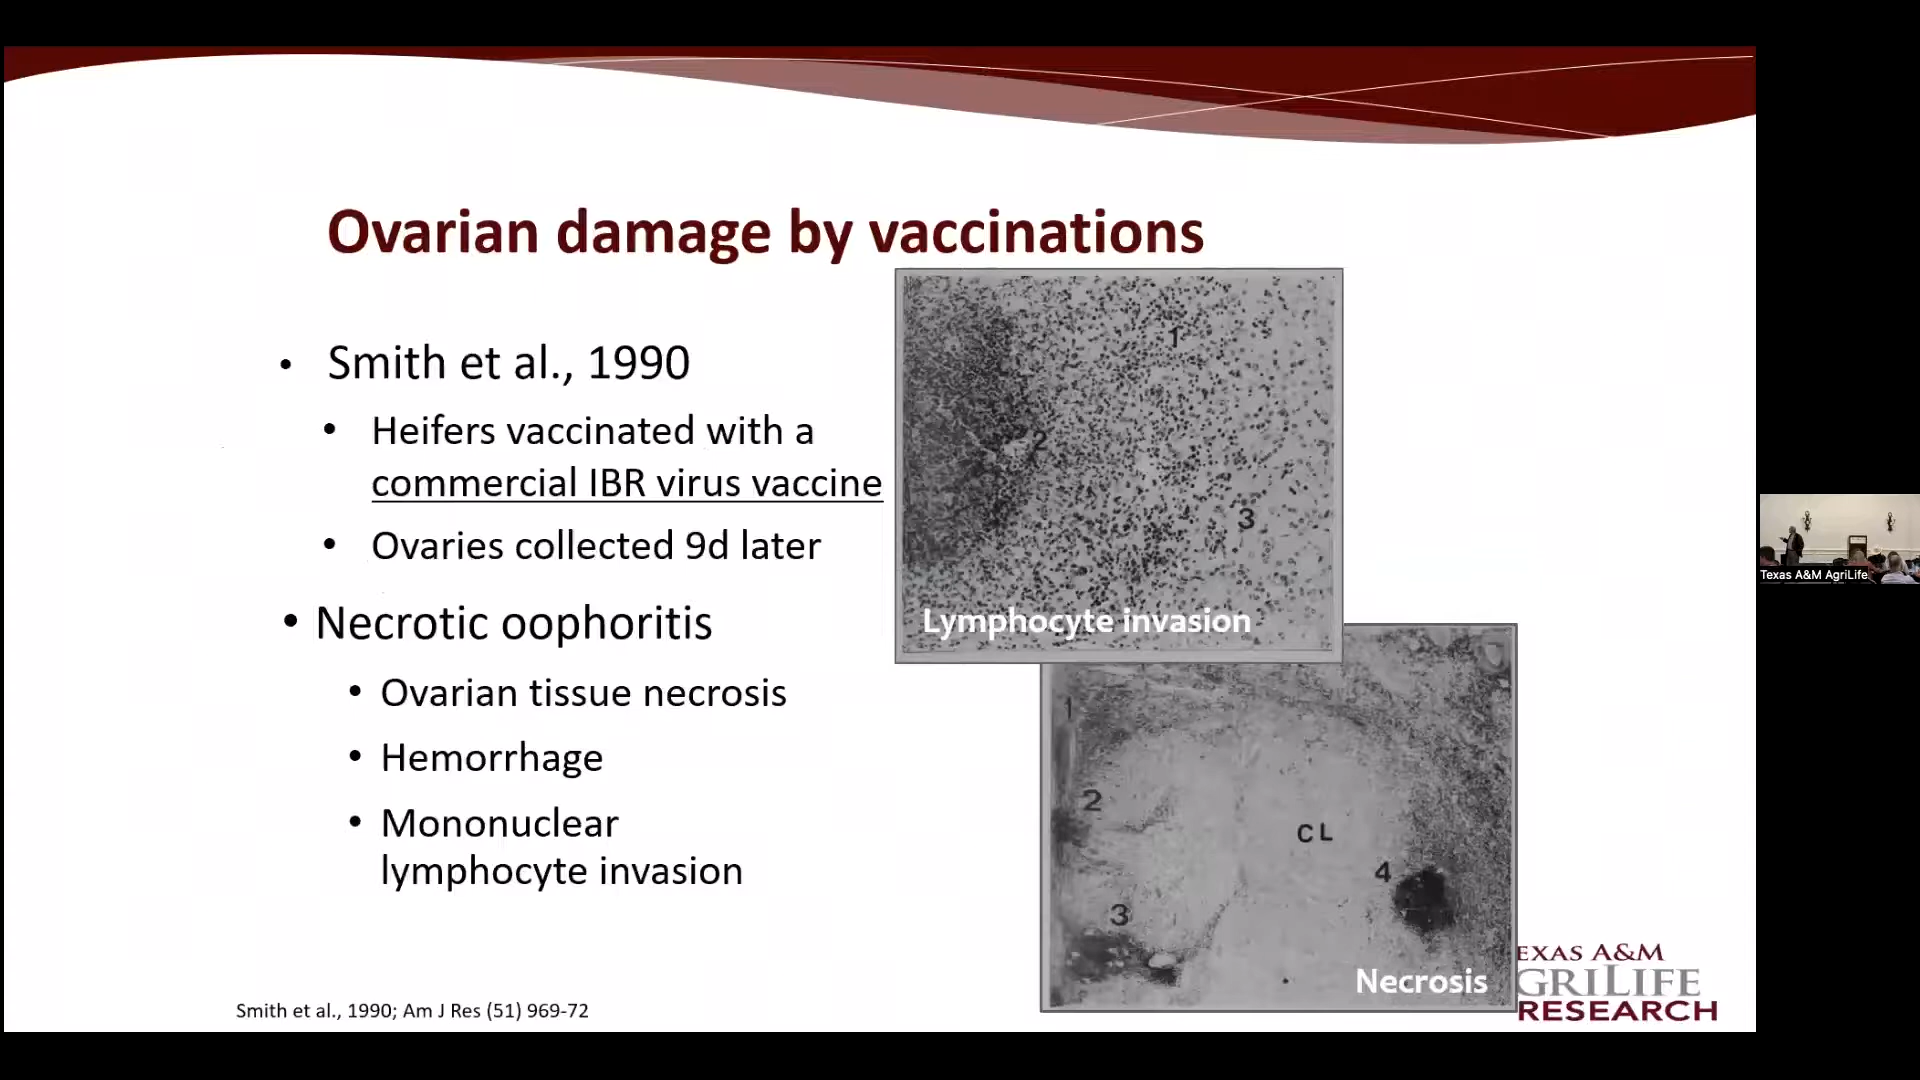 Ovarian damage by vaccinations
• Smith et al., 1990
• Heifers vaccinated with a
commercial IBR virus vaccine
• Ovaries collected 9d later
• Necrotic oophoritis
• Ovarian tissue necrosis
• Hemorrhage
• Mononuclear
lymphocyte invasion
Smith et al., 1990; Am J Res (51) 969-72
1
2
3
Lymphocyte invasion
1
2
CL
4
3
Necrosis
EXAS A&M
GRILIFE
RESEARCH
Texas A&M AgriLife